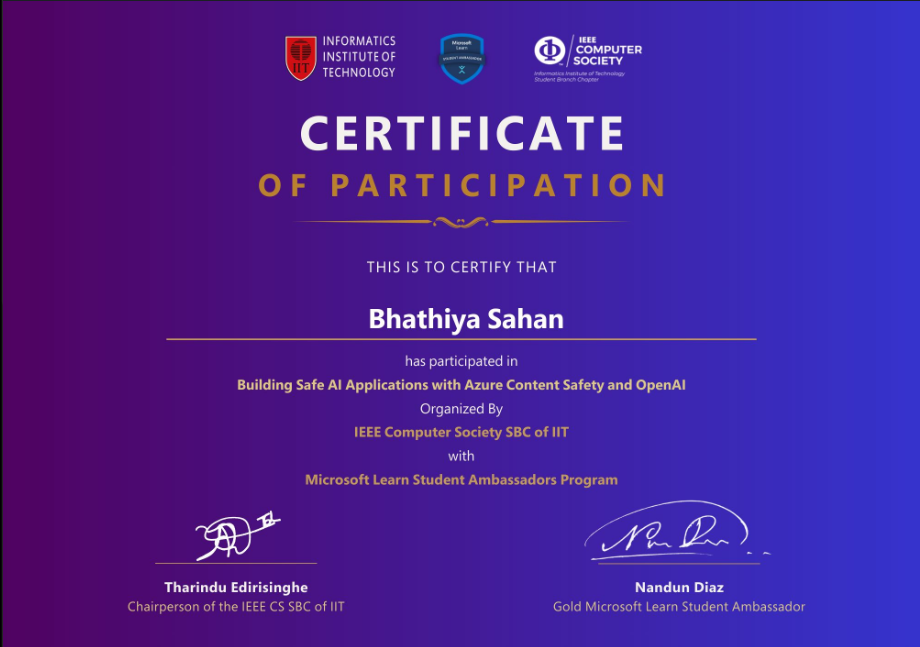 INFORMATICS
INSTITUTE OF
TECHNOLOGY
IIT
Microsoft
Learn
STUDENT AMBASSADORS
IEEE
COMPUTER
SOCIETY
Informatics Institute of Technology
Student Branch Chapter
CERTIFICATE
OF PARTICIPATION
THIS IS TO CERTIFY THAT
Bhathiya Sahan
has participated in
Building Safe AI Applications with Azure Content Safety and OpenAI
Organized By
IEEE Computer Society SBC of IIT
with
Microsoft Learn Student Ambassadors Program
Tharindu Edirisinghe
Chairperson of the IEEE CS SBC of IIT
Nandun Diaz
Gold Microsoft Learn Student Ambassador